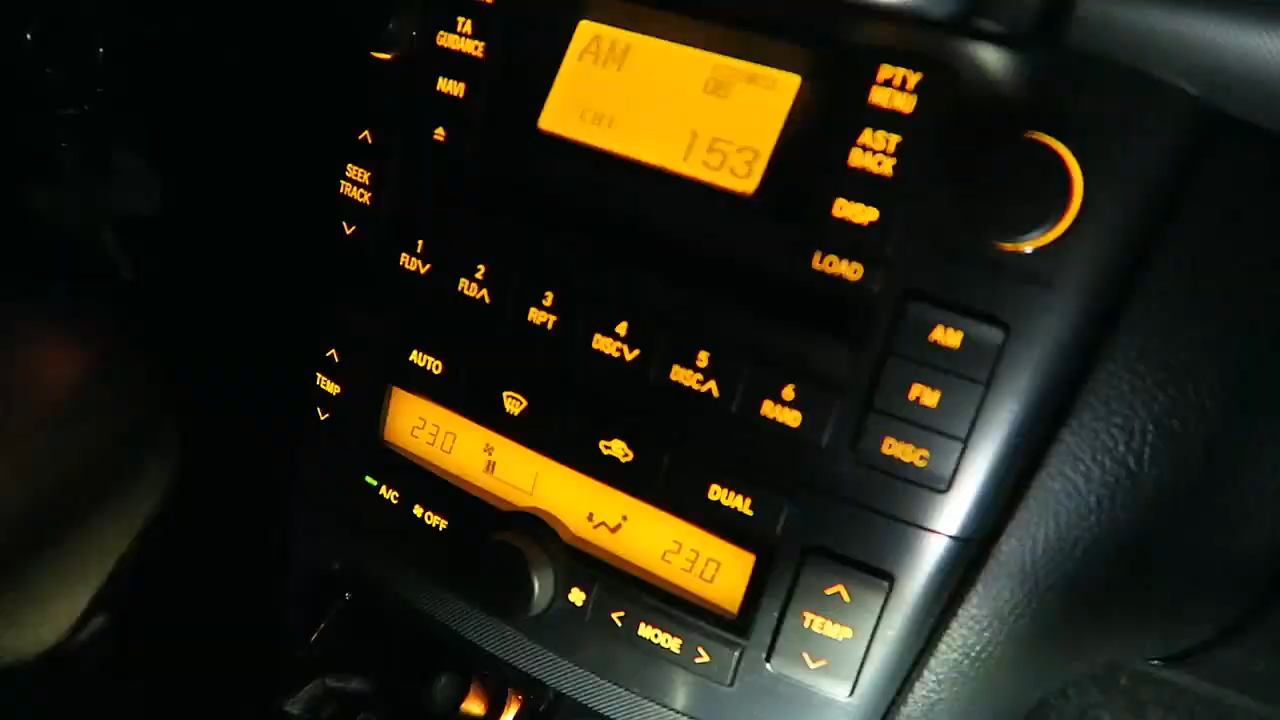 TA
GUIDANCE
NAVI
AM
CH1
153
PTY
MENU
AST
BACK
DISP
LOAD
SEEK
TRACK
1
FLD
2
FLD
3
RPT
4
DISC
5
DISC
6
RAND
AM
FM
DISC
TEMP
AUTO
23.0
23.0
DUAL
A/C
OFF
< MODE >
TEMP